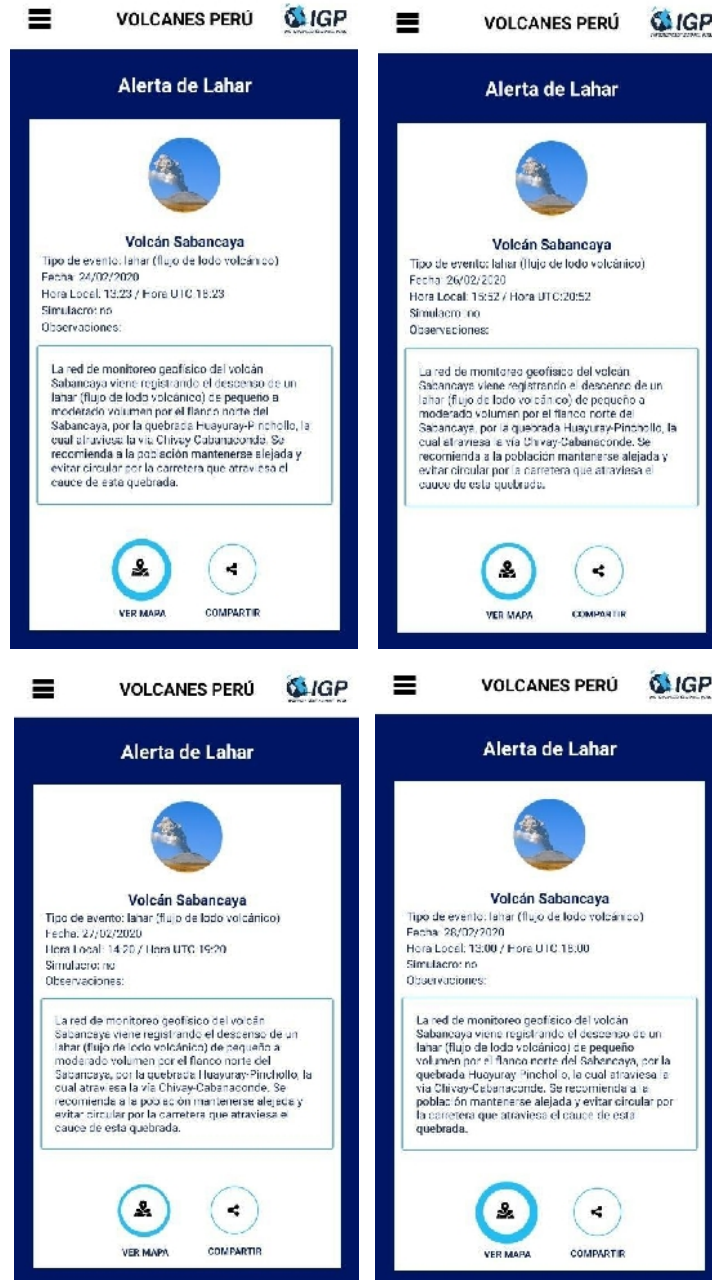 VOLCANES PERÚ
IGP
Alerta de Lahar
Volcán Sabancaya
Tipo de evento: lahar (flujo de lodo volcánico)
Fecha: 24/02/2020
Hora Local: 13:23 / Hora UTC:18:23
Simulacro: no
Observaciones:
La red de monitoreo geofísico del volcán
Sabancaya viene registrando el descenso de un
lahar (flujo de lodo volcánico) de pequeño a
moderado volumen por el flanco norte del
Sabancaya, por la quebrada Huayuray-Pinchollo, la
cual atraviesa la vía Chivay-Cabanaconde. Se
recomienda a la población mantenerse alejada y
evitar circular por la carretera que atraviesa el
cauce de esta quebrada.
VER MAPA
COMPARTIR
VOLCANES PERÚ
IGP
Alerta de Lahar
Volcán Sabancaya
Tipo de evento: lahar (flujo de lodo volcánico)
Fecha: 26/02/2020
Hora Local: 15:52 / Hora UTC:20:52
Simulacro: no
Observaciones:
La red de monitoreo geofísico del volcán
Sabancaya viene registrando el descenso de un
lahar (flujo de lodo volcánico) de pequeño a
moderado volumen por el flanco norte del
Sabancaya, por la quebrada Huayuray-Pinchollo, la
cual atraviesa la vía Chivay-Cabanaconde. Se
recomienda a la población mantenerse alejada y
evitar circular por la carretera que atraviesa el
cauce de esta quebrada.
VER MAPA
COMPARTIR
VOLCANES PERÚ
IGP
Alerta de Lahar
Volcán Sabancaya
Tipo de evento: lahar (flujo de lodo volcánico)
Fecha: 27/02/2020
Hora Local: 14:20 / Hora UTC:19:20
Simulacro: no
Observaciones:
La red de monitoreo geofísico del volcán
Sabancaya viene registrando el descenso de un
lahar (flujo de lodo volcánico) de pequeño a
moderado volumen por el flanco norte del
Sabancaya, por la quebrada Huayuray-Pinchollo, la
cual atraviesa la vía Chivay-Cabanaconde. Se
recomienda a la población mantenerse alejada y
evitar circular por la carretera que atraviesa el
cauce de esta quebrada.
VER MAPA
COMPARTIR
VOLCANES PERÚ
IGP
Alerta de Lahar
Volcán Sabancaya
Tipo de evento: lahar (flujo de lodo volcánico)
Fecha: 28/02/2020
Hora Local: 13:00 / Hora UTC:18:00
Simulacro: no
Observaciones:
La red de monitoreo geofísico del volcán
Sabancaya viene registrando el descenso de un
lahar (flujo de lodo volcánico) de pequeño
volumen por el flanco norte del Sabancaya, por la
quebrada Huayuray-Pinchollo, la cual atraviesa la
vía Chivay-Cabanaconde. Se recomienda a la
población mantenerse alejada y evitar circular por
la carretera que atraviesa el cauce de esta
quebrada.
VER MAPA
COMPARTIR